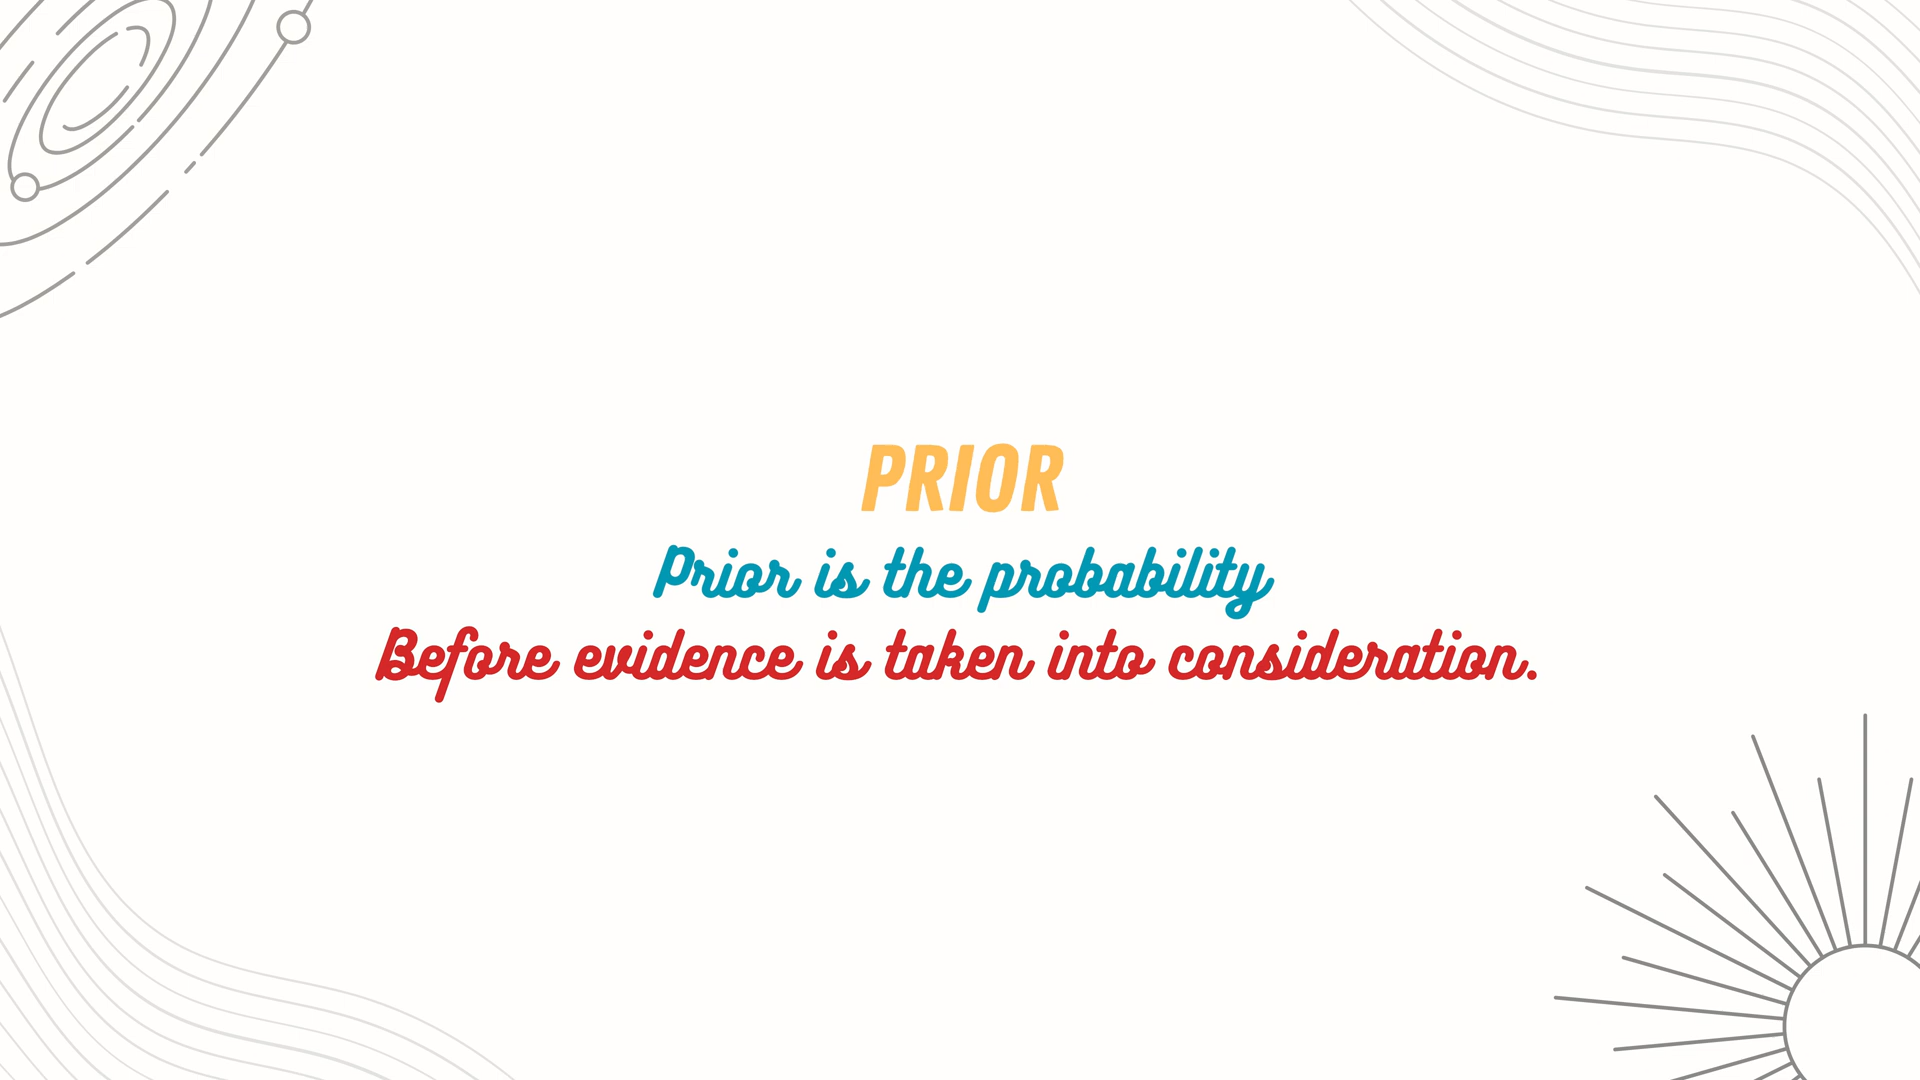 PRIOR
Prior is the probability
Before evidence is taken into consideration.